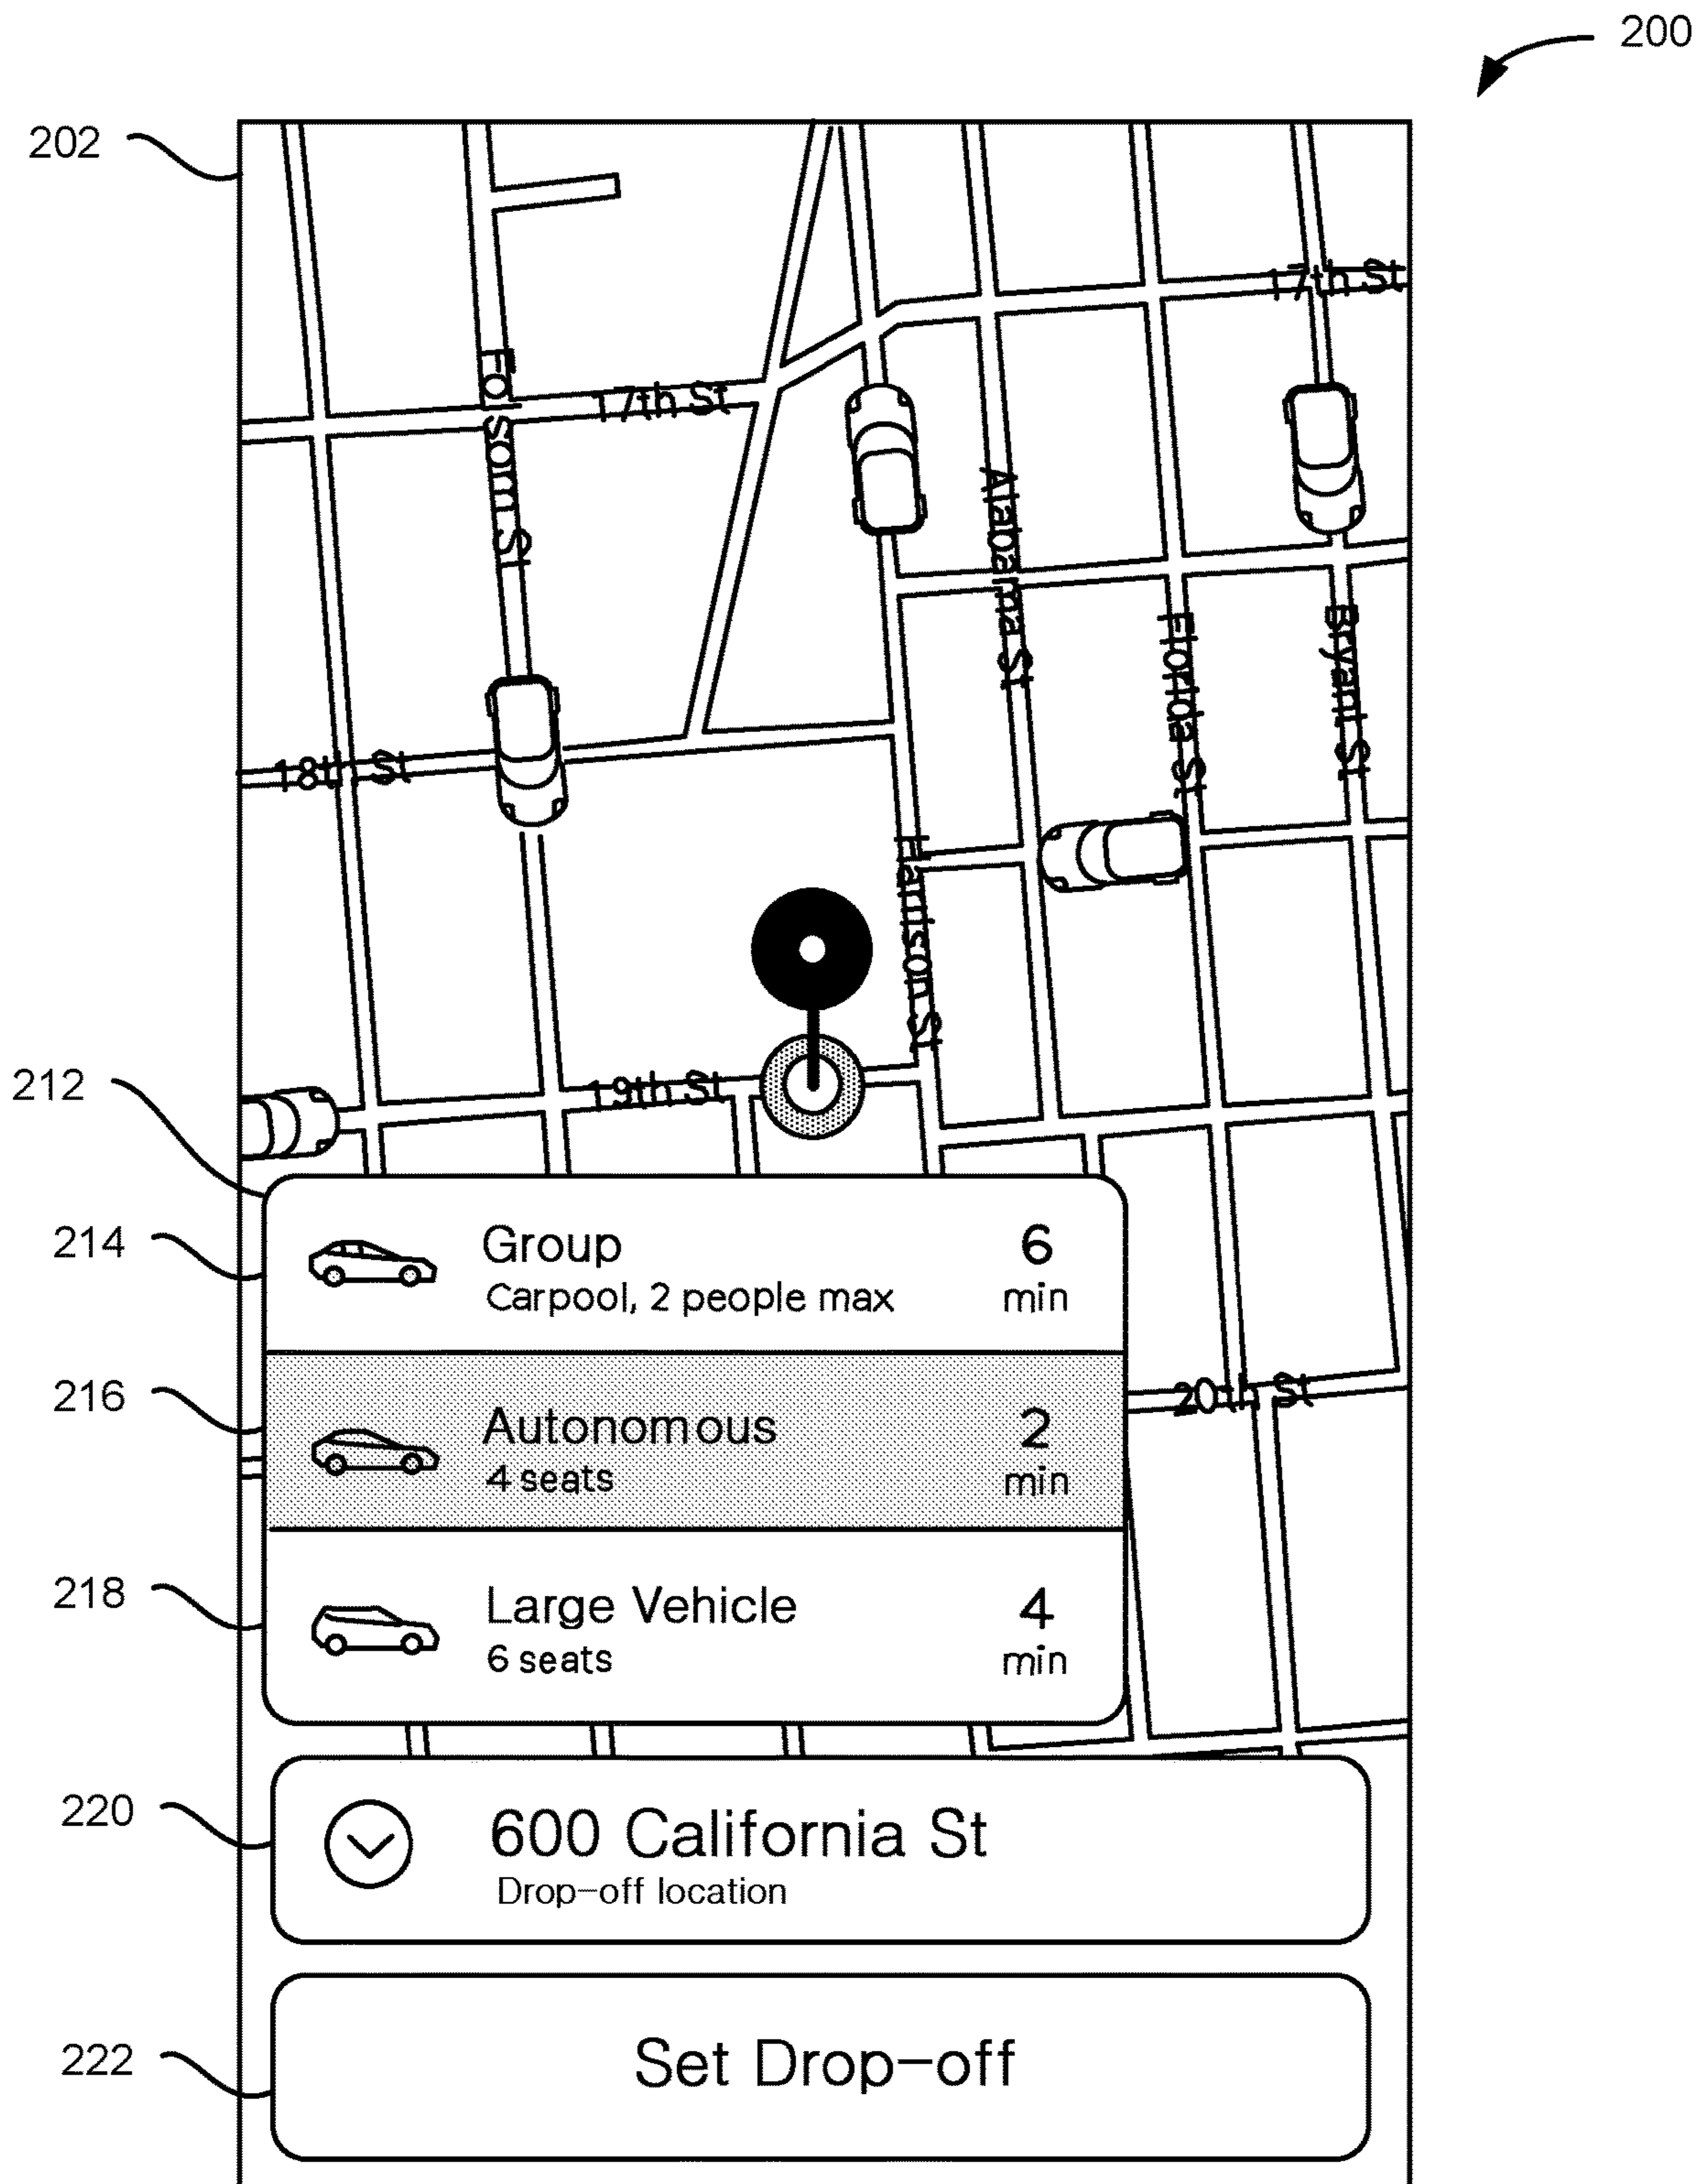 200
202
17th St
Folsom St
17th St
Alabama St
Florida St
Bryant St
18th St
Harrison St
19th St
212
214
Group
6
Carpool, 2 people max
min
216
Autonomous
2
4 seats
min
20th St
218
Large Vehicle
4
6 seats
min
220
600 California St
Drop-off location
222
Set Drop-off